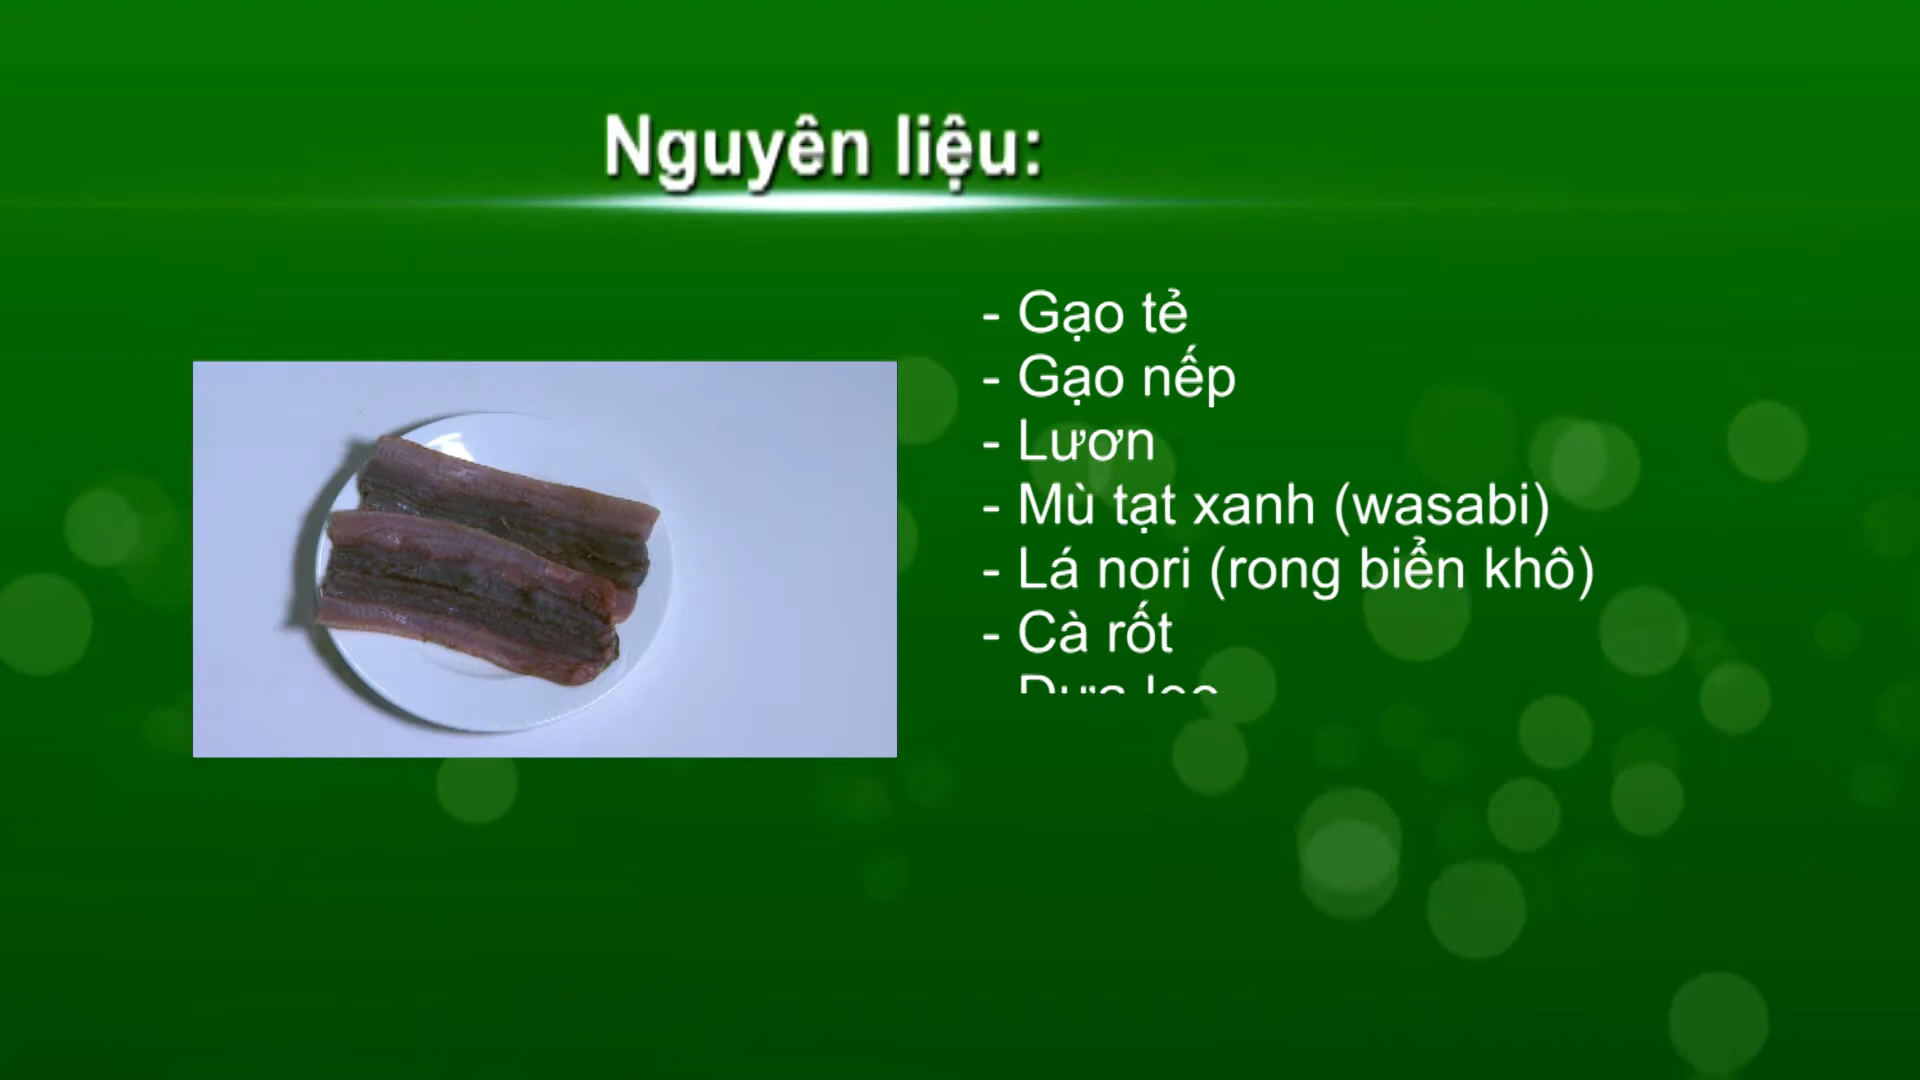 Nguyên liệu:
- Gạo tẻ
- Gạo nếp
- Lươn
- Mù tạt xanh (wasabi)
- Lá nori (rong biển khô)
- Cà rốt